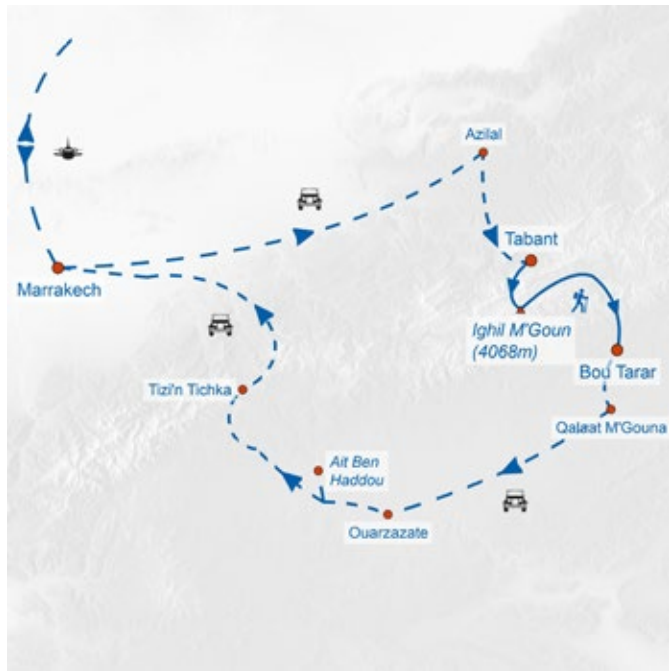 Azilal
Tabant
Marrakech
Ighil M'Goun
(4068m)
Bou Tarar
Tizi'n Tichka
Qalaat M'Gouna
Ait Ben
Haddou
Ouarzazate